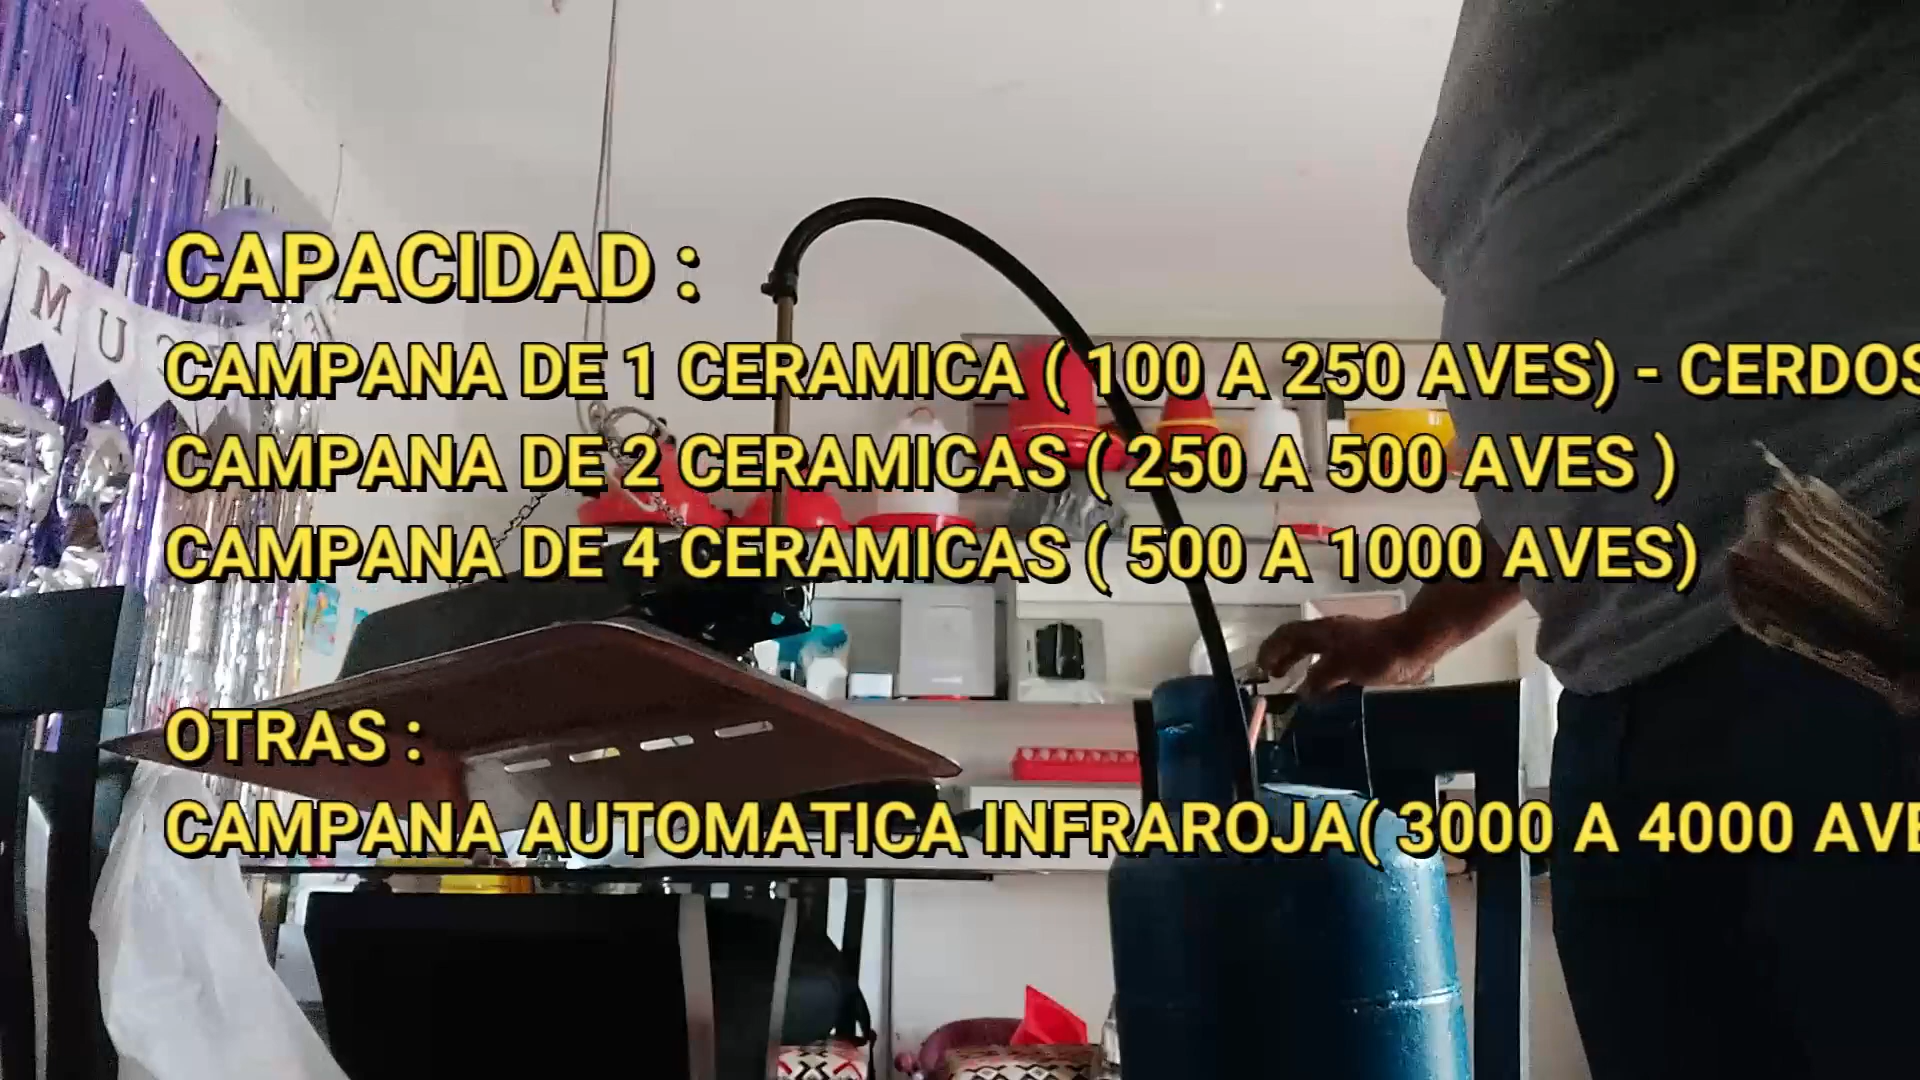 CAPACIDAD :
CAMPANA DE 1 CERAMICA ( 100 A 250 AVES) - CERDOS
CAMPANA DE 2 CERAMICAS ( 250 A 500 AVES )
CAMPANA DE 4 CERAMICAS ( 500 A 1000 AVES)
OTRAS :
CAMPANA AUTOMATICA INFRAROJA( 3000 A 4000 AVE
M U